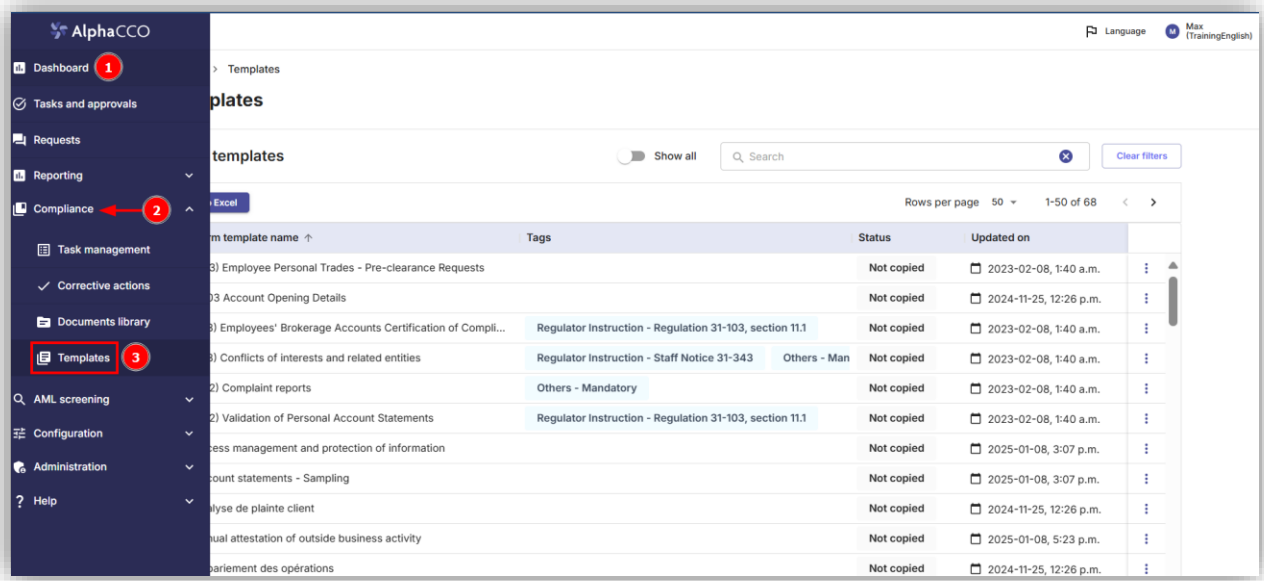 AlphaCCO
Language
M
Max
(TrainingEnglish)
Dashboard 1
Tasks and approvals
Requests
Reporting
Compliance 2
Task management
Corrective actions
Documents library
Templates 3
AML screening
Configuration
Administration
? Help
> Templates
plates
templates
Show all
Search
Clear filters
Excel
Rows per page 50
1-50 of 68
< >
rm template name ↑ Tags Status Updated on
3) Employee Personal Trades - Pre-clearance Requests Not copied 2023-02-08, 1:40 a.m.
03 Account Opening Details Not copied 2024-11-25, 12:26 p.m.
3) Employees' Brokerage Accounts Certification of Compli... Regulator Instruction - Regulation 31-103, section 11.1 Not copied 2023-02-08, 1:40 a.m.
3) Conflicts of interests and related entities Regulator Instruction - Staff Notice 31-343 Others - Man Not copied 2023-02-08, 1:40 a.m.
2) Complaint reports Others - Mandatory Not copied 2023-02-08, 1:40 a.m.
2) Validation of Personal Account Statements Regulator Instruction - Regulation 31-103, section 11.1 Not copied 2023-02-08, 1:40 a.m.
cess management and protection of information Not copied 2025-01-08, 3:07 p.m.
count statements - Sampling Not copied 2025-01-08, 3:07 p.m.
alyse de plainte client Not copied 2024-11-25, 12:26 p.m.
nual attestation of outside business activity Not copied 2025-01-08, 5:23 p.m.
pariement des opérations Not copied 2024-11-25, 12:26 p.m.